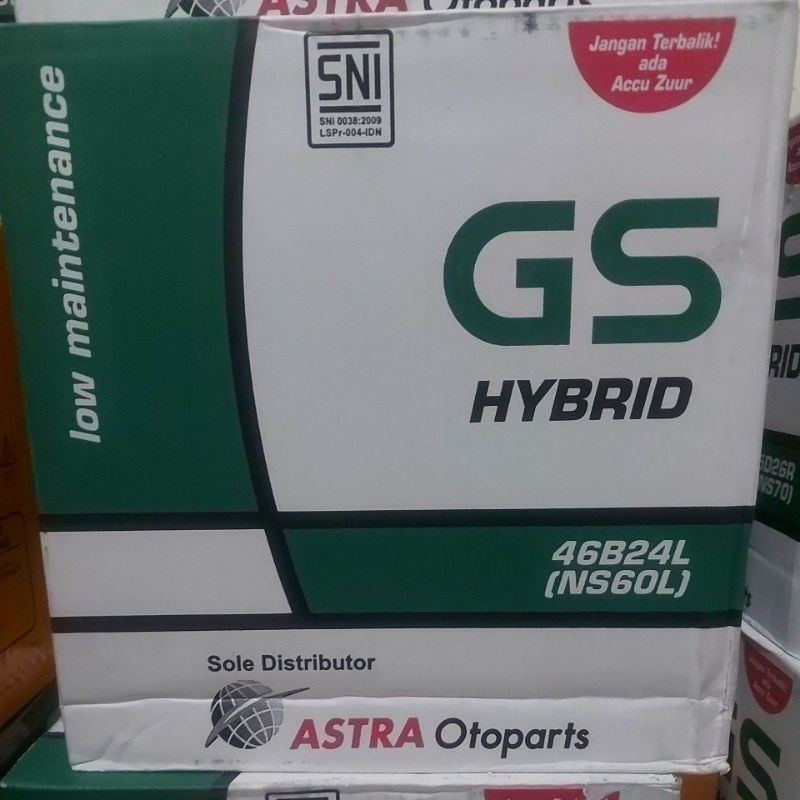 ASTRA Otoparts
SNI
SNI 0038:2009
LSPr-004-IDN
Jangan Terbalik!
ada
Accu Zuur
low maintenance
GS
HYBRID
46B24L
(NS60L)
Sole Distributor
ASTRA Otoparts